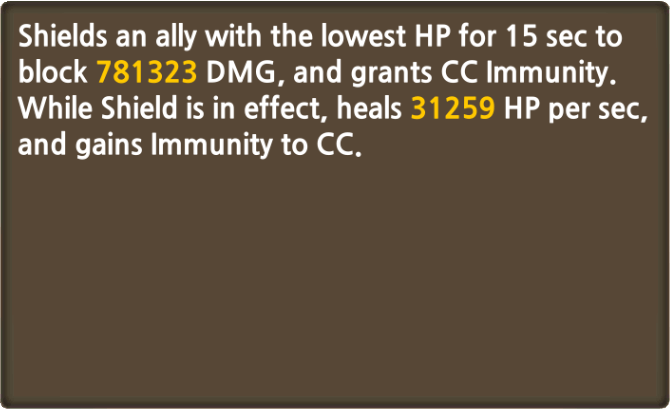 Shields an ally with the lowest HP for 15 sec to
block 781323 DMG, and grants CC Immunity.
While Shield is in effect, heals 31259 HP per sec,
and gains Immunity to CC.